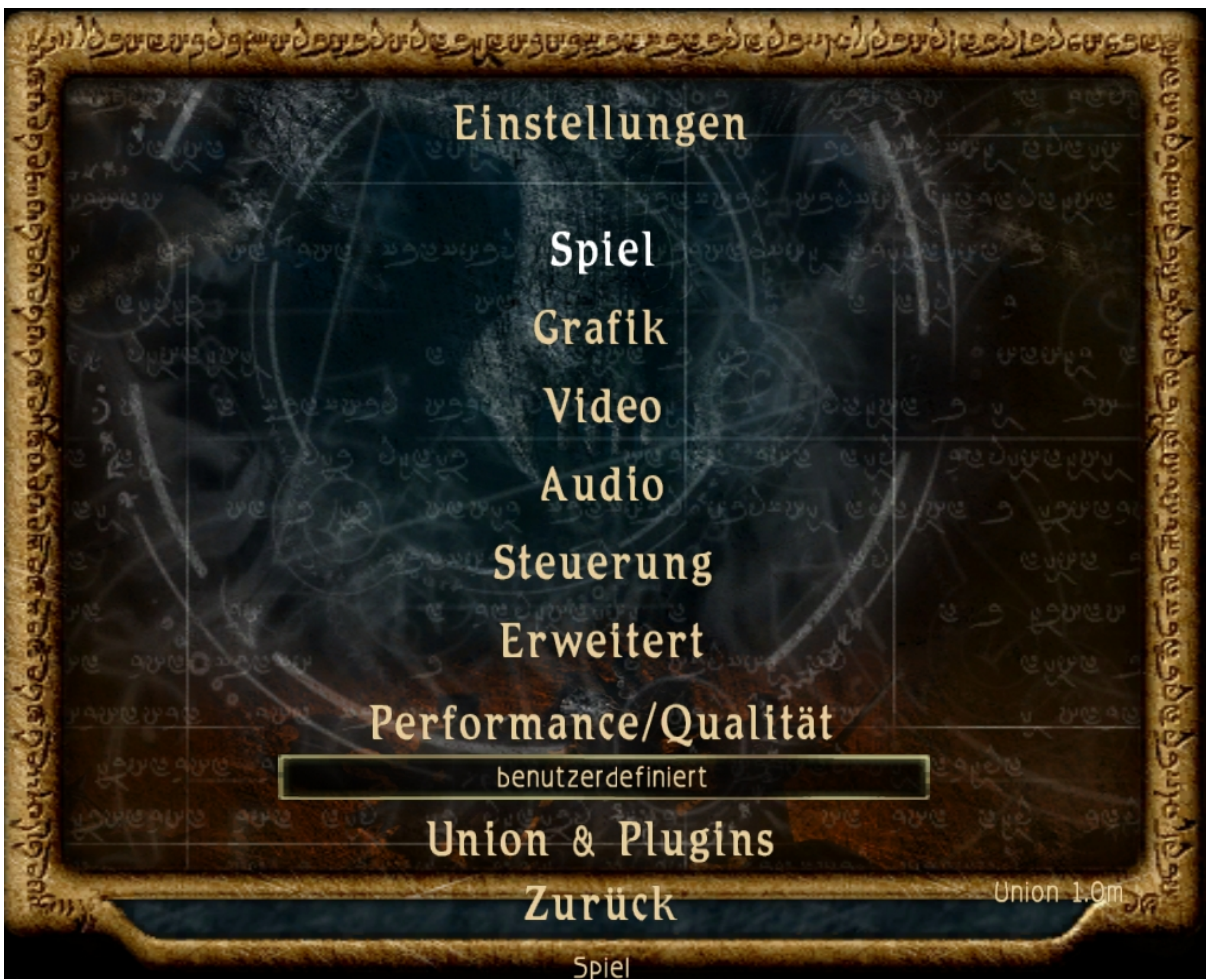 Einstellungen
Spiel
Grafik
Video
Audio
Steuerung
Erweitert
Performance/Qualität
benutzerdefiniert
Union & Plugins
Zurück
Union 1.0m
Spiel